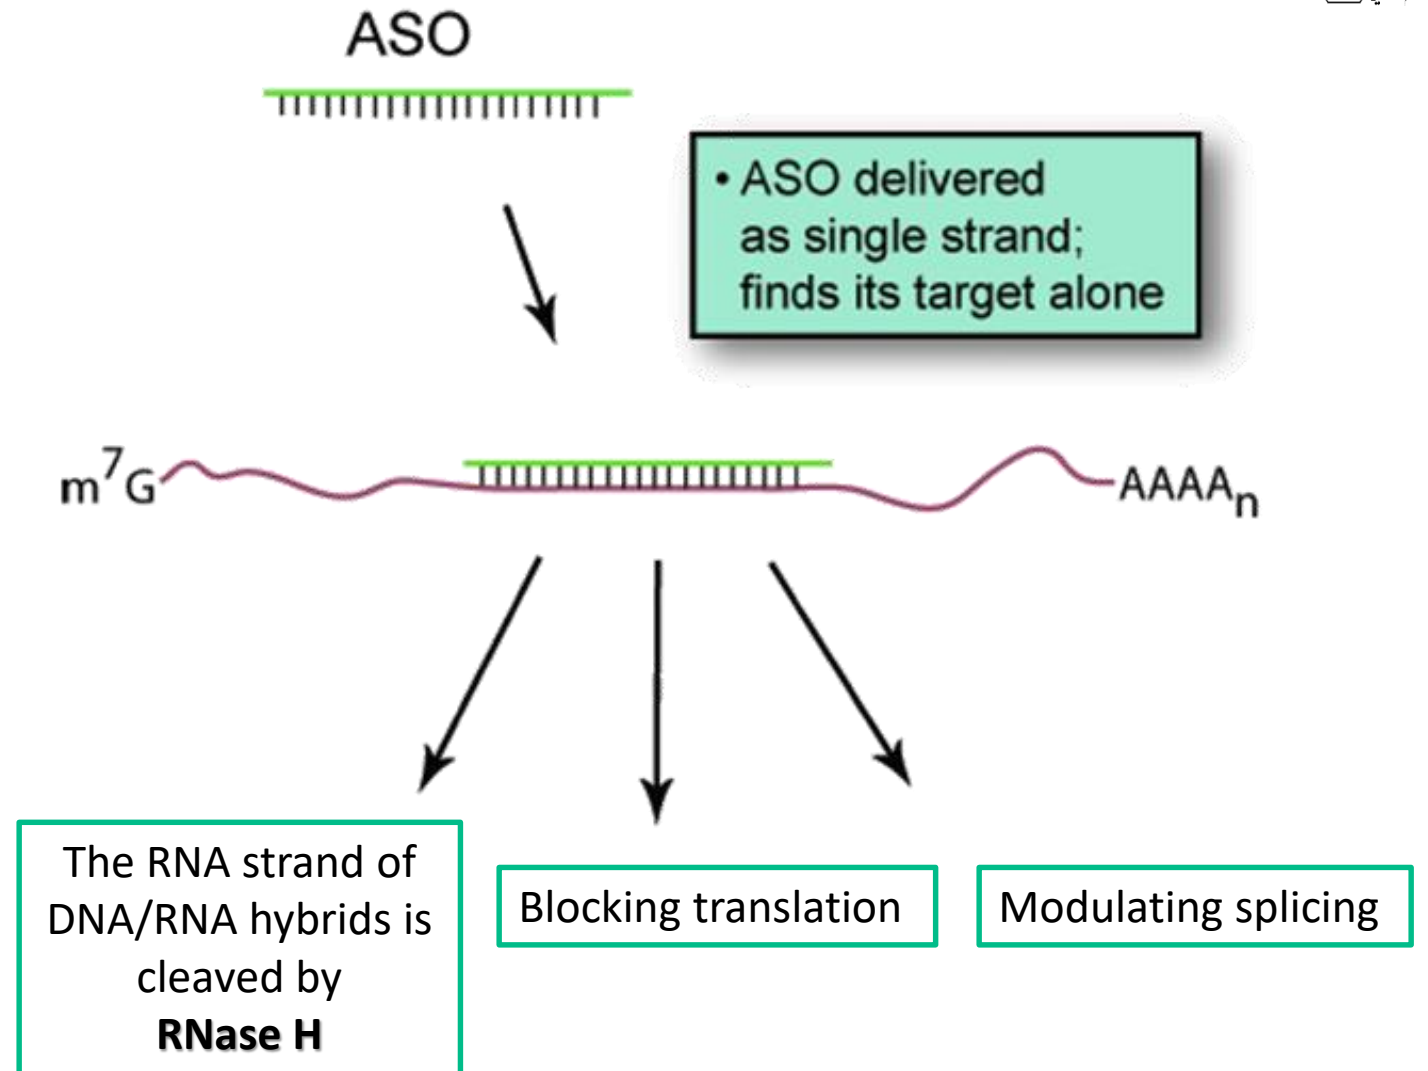 ASO
• ASO delivered
as single strand;
finds its target alone
m⁷G
AAAAₙ
The RNA strand of
DNA/RNA hybrids is
cleaved by
RNase H
Blocking translation
Modulating splicing